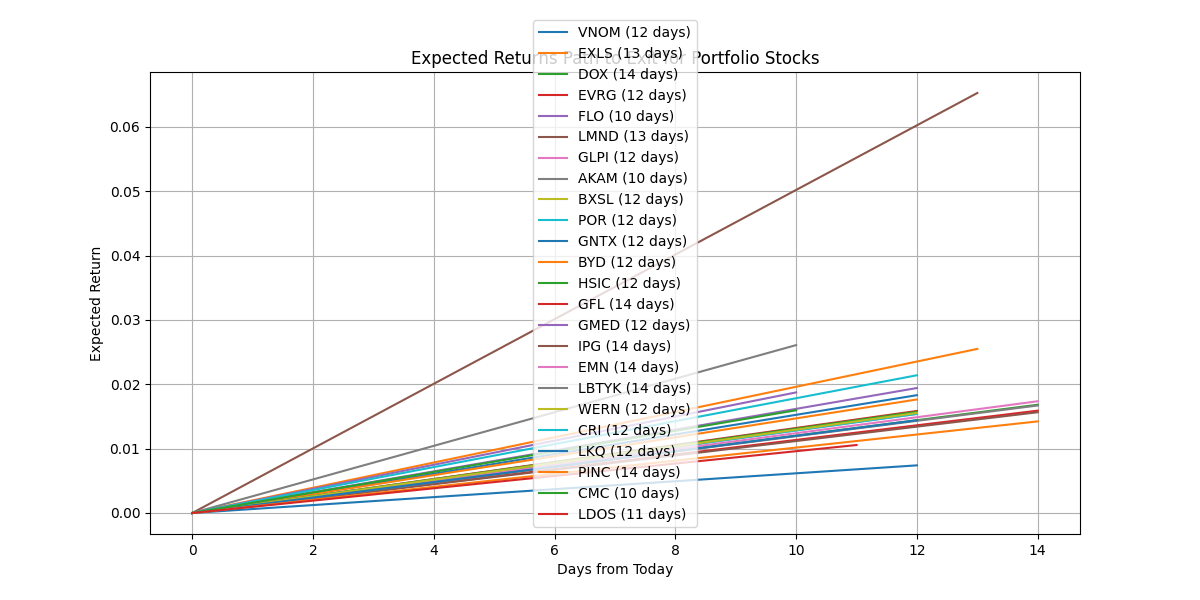 Expected Returns Path to Exit for Portfolio Stocks
VNOM (12 days)
EXLS (13 days)
DOX (14 days)
EVRG (12 days)
FLO (10 days)
LMND (13 days)
GLPI (12 days)
AKAM (10 days)
BXSL (12 days)
POR (12 days)
GNTX (12 days)
BYD (12 days)
HSIC (12 days)
GFL (14 days)
GMED (12 days)
IPG (14 days)
EMN (14 days)
LBTYK (14 days)
WERN (12 days)
CRI (12 days)
LKQ (12 days)
PINC (14 days)
CMC (10 days)
LDOS (11 days)
Expected Return
0.06
0.05
0.04
0.03
0.02
0.01
0.00
0 2 4 6 8 10 12 14
Days from Today